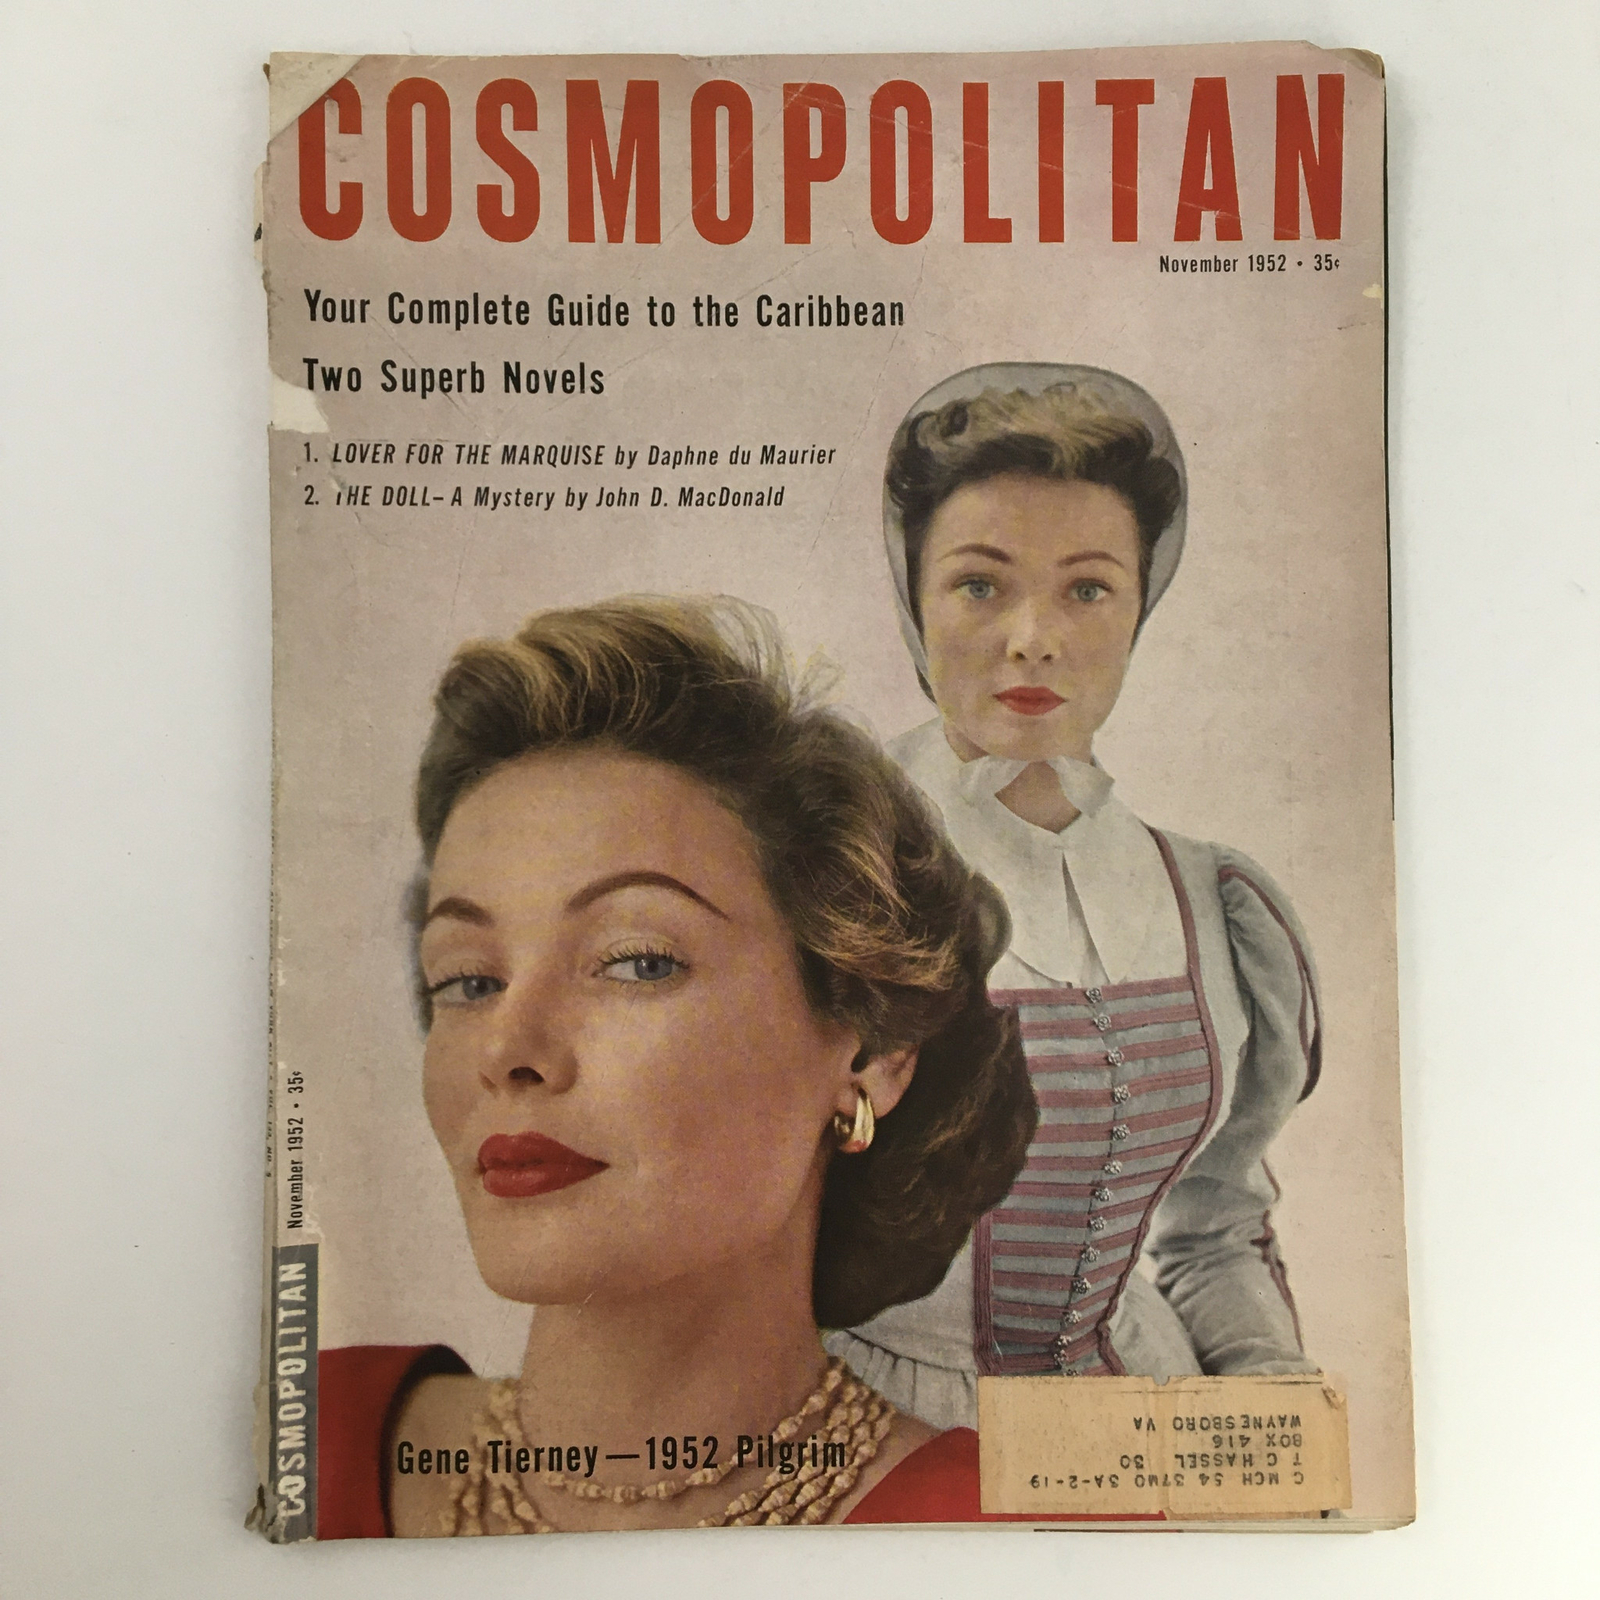 COSMOPOLITAN
November 1952 • 35¢
Your Complete Guide to the Caribbean
Two Superb Novels
1. LOVER FOR THE MARQUISE by Daphne du Maurier
2. THE DOLL– A Mystery by John D. MacDonald
Gene Tierney—1952 Pilgrim
COSMOPOLITAN November 1952 • 35¢
C MCH 54 37MO 3A-2-19
T C HASSEL 30
BOX 416
WAYNESBORO VA